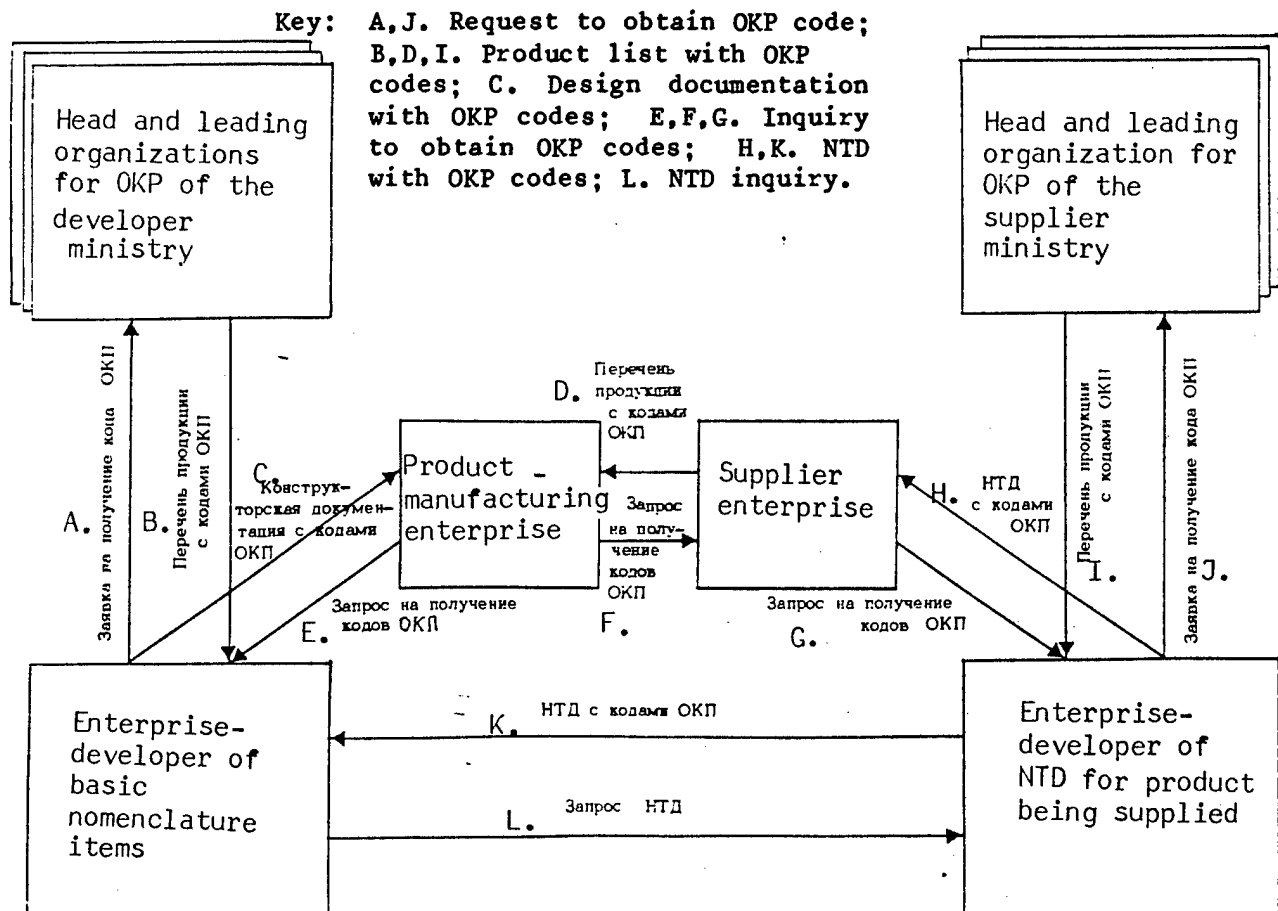 Key: A,J. Request to obtain OKP code;
B,D,I. Product list with OKP
codes; C. Design documentation
with OKP codes; E,F,G. Inquiry
to obtain OKP codes; H,K. NTD
with OKP codes; L. NTD inquiry.
Head and leading
organizations
for OKP of the
developer
ministry
Head and leading
organization for
OKP of the
supplier
ministry
A.
Заявка на получение кода ОКП
B.
Перечень продукции
с кодами ОКП
C.
Конструк-
торская докумен-
тация с кодами
ОКП
D.
Перечень
продукции
с кодами
ОКП
Product
manufacturing
enterprise
Запрос
на полу-
чение
кодов
ОКП
F.
Supplier
enterprise
H.
НТД
с кодами
ОКП
Перечень продукции
с кодами ОКП
I.
Заявка на получение кода ОКП
J.
Запрос на получение
кодов ОКП
E.
Запрос на получение
кодов ОКП
G.
Enterprise-
developer of
basic
nomenclature
items
K.
НТД с кодами ОКП
L.
Запрос НТД
Enterprise-
developer of
NTD for product
being supplied